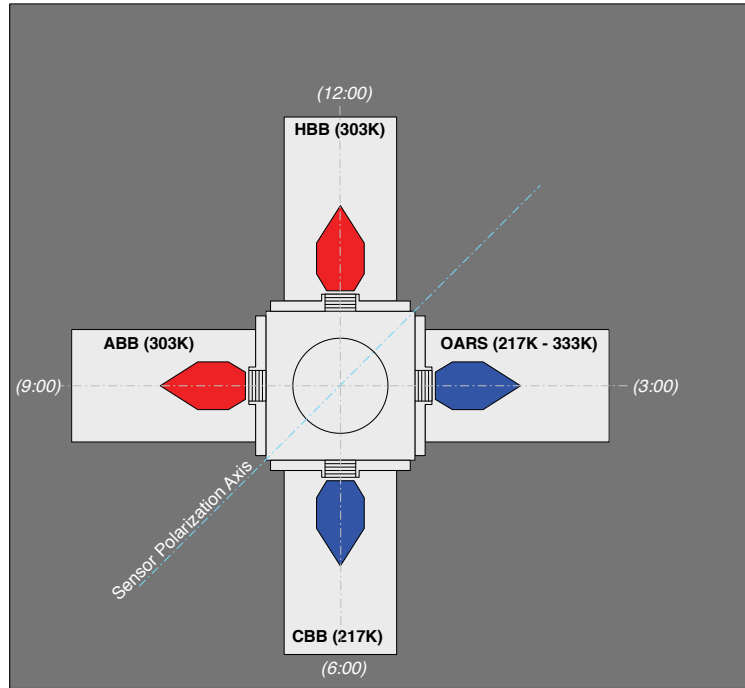 (12:00)
HBB (303K)
ABB (303K)
OARS (217K - 333K)
(9:00)
(3:00)
Sensor Polarization Axis
CBB (217K)
(6:00)